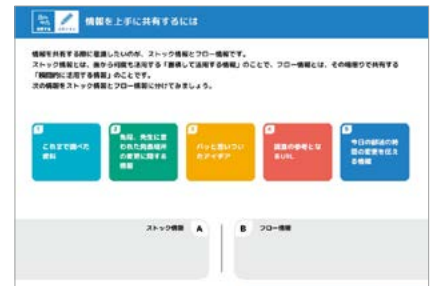 情報を上手に共有するには
情報を共有する際に意識したいのが、ストック情報とフロー情報です。
ストック情報とは、後から何度も活用する「蓄積して活用する情報」のことで、フロー情報とは、その場限りで共有する
「瞬間的に活用する情報」のことです。
次の情報をストック情報とフロー情報に分けてみましょう。
1
これまで調べた
資料
2
先程、先生に言
われた
の変更に関する
情報
3
パッと思いつい
たアイデア
4
調査の参考とな
るURL
5
今日の部活の時
間の変更を伝え
る情報
ストック情報 A
B フロー情報